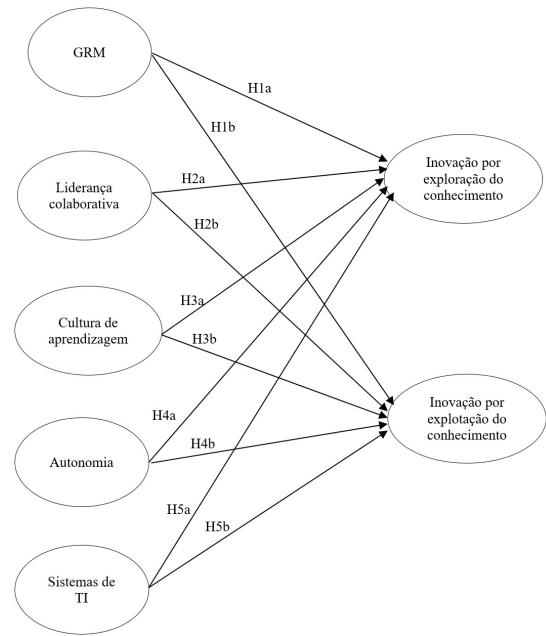 GRM
H1a
H1b
Inovação por
exploração do
conhecimento
Liderança
colaborativa
H2a
H2b
H3a
Cultura de
aprendizagem
H3b
Inovação por
explotação do
conhecimento
H4a
H4b
Autonomia
H5a
H5b
Sistemas de
TI